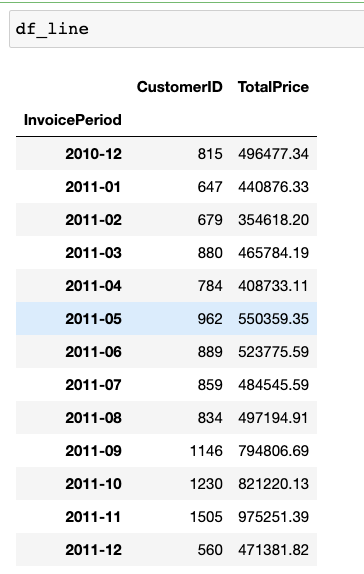 df_line
CustomerID TotalPrice
InvoicePeriod
2010-12 815 496477.34
2011-01 647 440876.33
2011-02 679 354618.20
2011-03 880 465784.19
2011-04 784 408733.11
2011-05 962 550359.35
2011-06 889 523775.59
2011-07 859 484545.59
2011-08 834 497194.91
2011-09 1146 794806.69
2011-10 1230 821220.13
2011-11 1505 975251.39
2011-12 560 471381.82